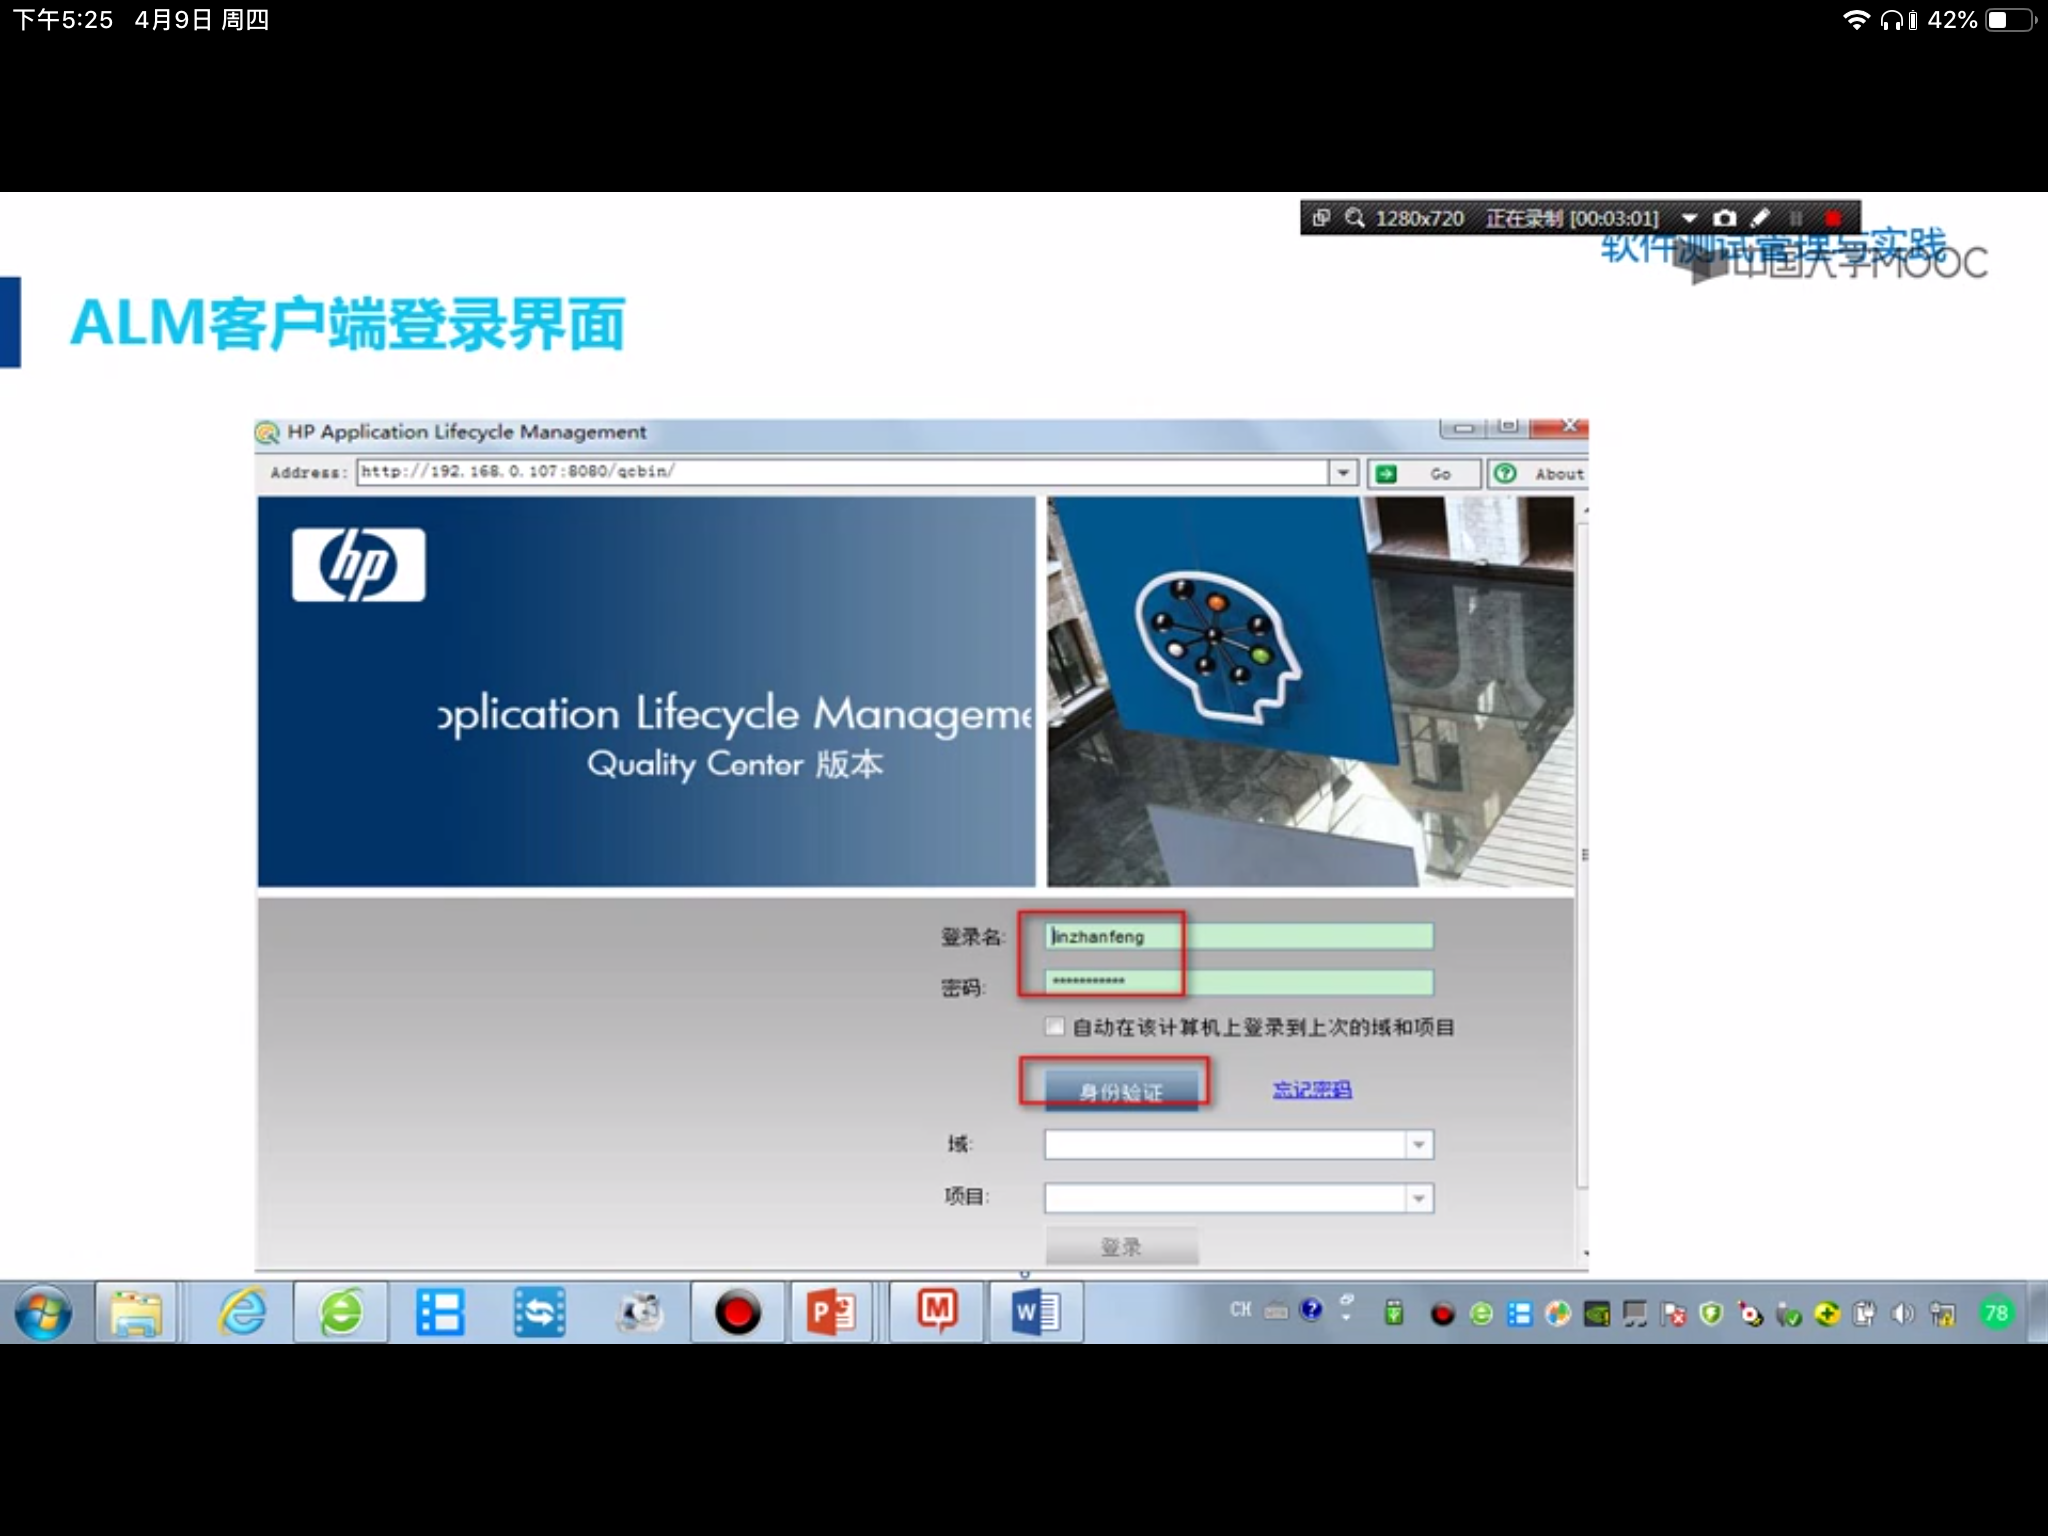 下午5:25 4月9日 周四
42%
1280x720 正在录制 [00:03:01]
软件测试管理与实践
中国大学MOOC
ALM客户端登录界面
HP Application Lifecycle Management
Address: http://192.168.0.107:8080/qcbin/
Go
About
hp
pplication Lifecycle Manageme
Quality Center 版本
登录名: linzhanfeng
密码: ***********
自动在该计算机上登录到上次的域和项目
身份验证 忘记密码
域:
项目:
登录
CH
78